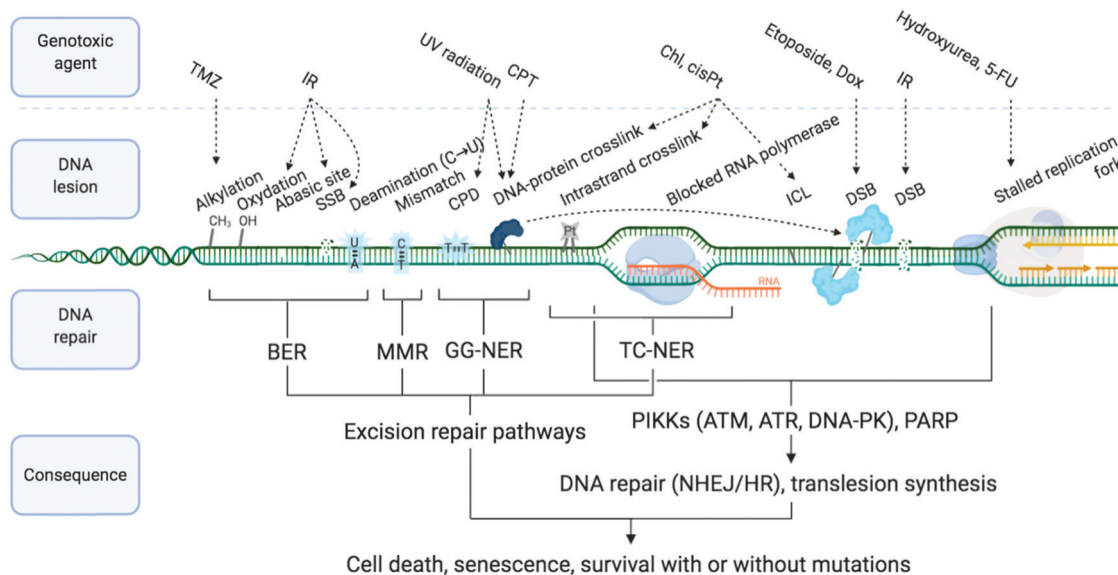 Genotoxic
agent
TMZ
IR
UV radiation
CPT
Chl, cisPt
Etoposide, Dox
IR
Hydroxyurea, 5-FU
DNA
lesion
Alkylation
Oxydation
Abasic site
SSB
Deamination (C→U)
Mismatch
CPD
DNA-protein crosslink
Intrastrand crosslink
Blocked RNA polymerase
ICL
DSB
DSB
Stalled replication
fork
CH3
OH
U
A
C
T
T
T
Pt
RNA
DNA
repair
BER
MMR
GG-NER
TC-NER
Excision repair pathways
PIKKs (ATM, ATR, DNA-PK), PARP
Consequence
DNA repair (NHEJ/HR), translesion synthesis
Cell death, senescence, survival with or without mutations